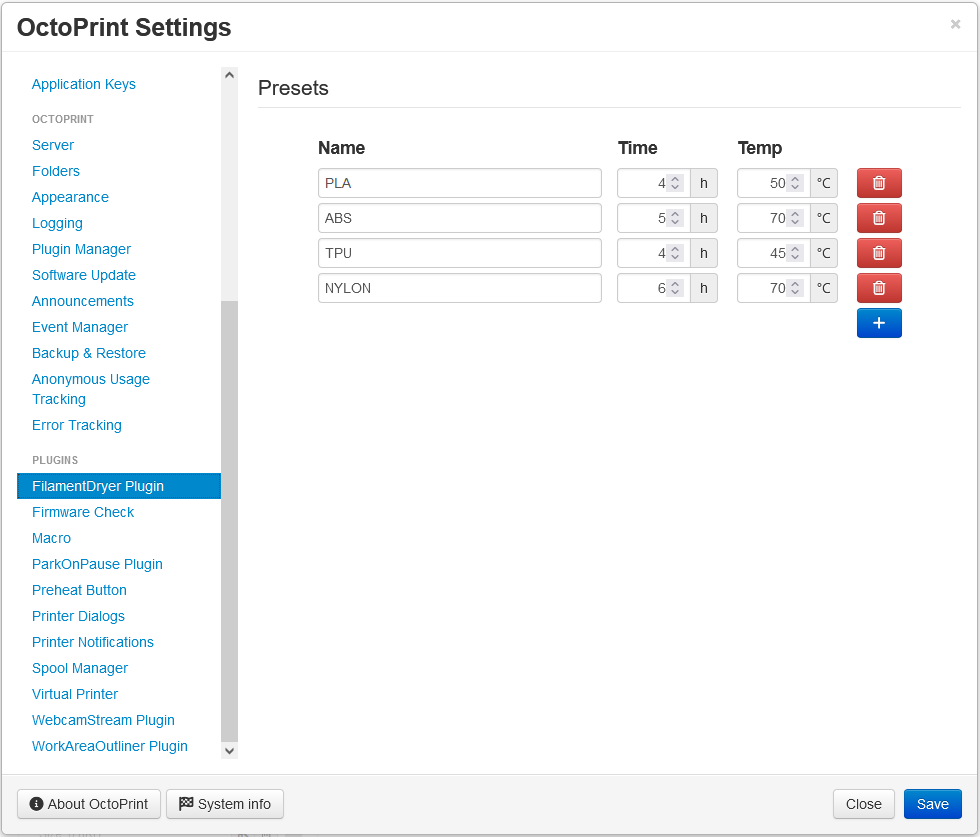 OctoPrint Settings
×
Application Keys
OCTOPRINT
Server
Folders
Appearance
Logging
Plugin Manager
Software Update
Announcements
Event Manager
Backup & Restore
Anonymous Usage
Tracking
Error Tracking
PLUGINS
FilamentDryer Plugin
Firmware Check
Macro
ParkOnPause Plugin
Preheat Button
Printer Dialogs
Printer Notifications
Spool Manager
Virtual Printer
WebcamStream Plugin
WorkAreaOutliner Plugin
Presets
Name Time Temp
PLA 4 h 50 °C
ABS 5 h 70 °C
TPU 4 h 45 °C
NYLON 6 h 70 °C
+
About OctoPrint System info Close Save